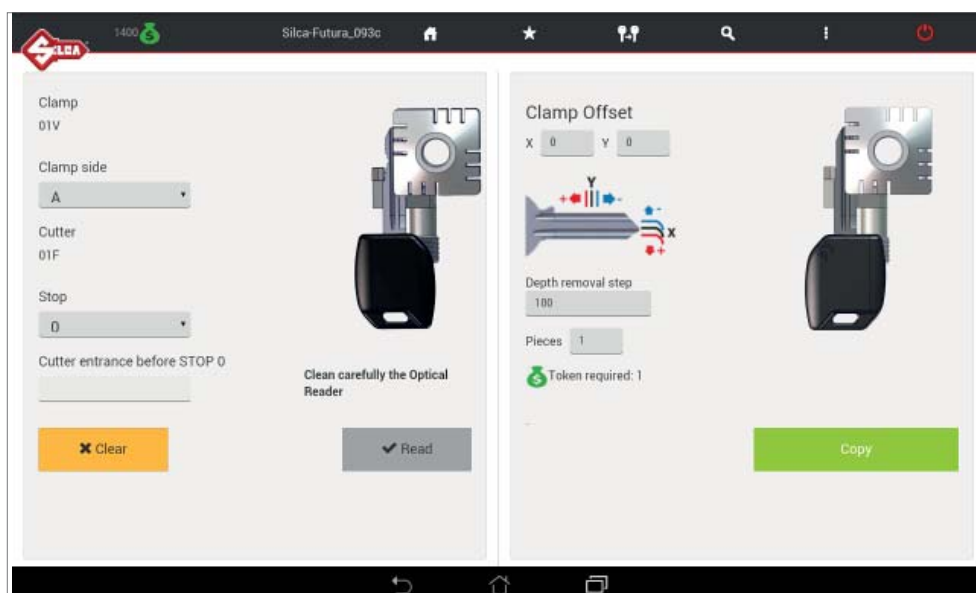 SILCA
1400
Silca-Futura_093c
Clamp
01V
Clamp side
A
Cutter
01F
Stop
0
Cutter entrance before STOP 0
Clean carefully the Optical
Reader
Clear
Read
Clamp Offset
X 0 Y 0
Y
+ -
-
X
+
Depth removal step
100
Pieces 1
$ Token required: 1
Copy